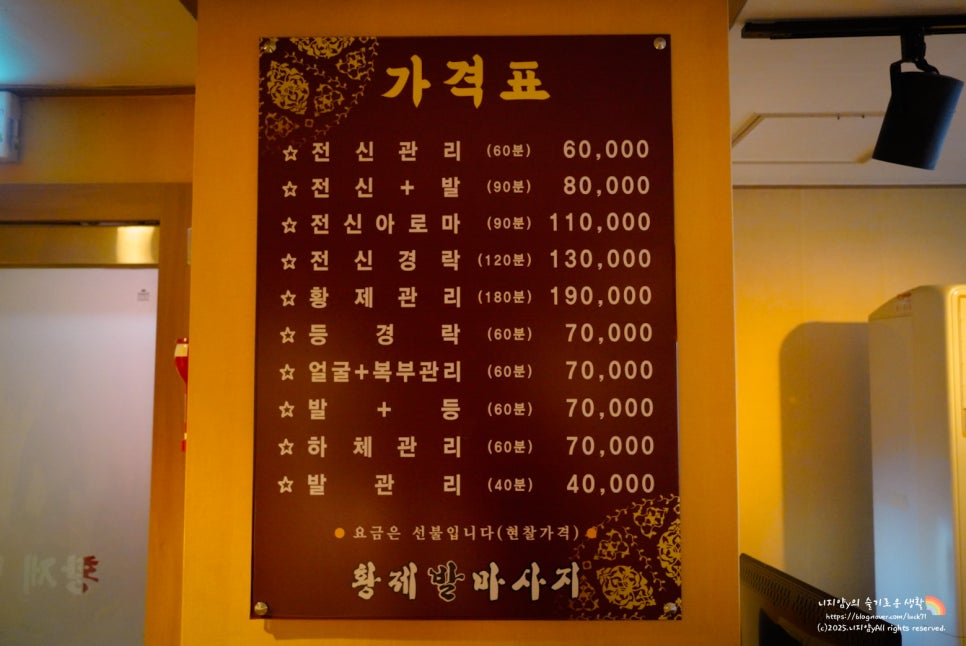 가격표
☆ 전신관리 (60분) 60,000
☆ 전신+발 (90분) 80,000
☆ 전신아로마 (90분) 110,000
☆ 전신경락 (120분) 130,000
☆ 황제관리 (180분) 190,000
☆ 등경락 (60분) 70,000
☆ 얼굴+복부관리 (60분) 70,000
☆ 발+등 (60분) 70,000
☆ 하체관리 (60분) 70,000
☆ 발관리 (40분) 40,000
● 요금은 선불입니다(현찰가격) ●
황제발마사지
니지얌y의 슬기로운 생활
https://blog.naver.com/luck71
(c)2025.니지얌yAll rights reserved.